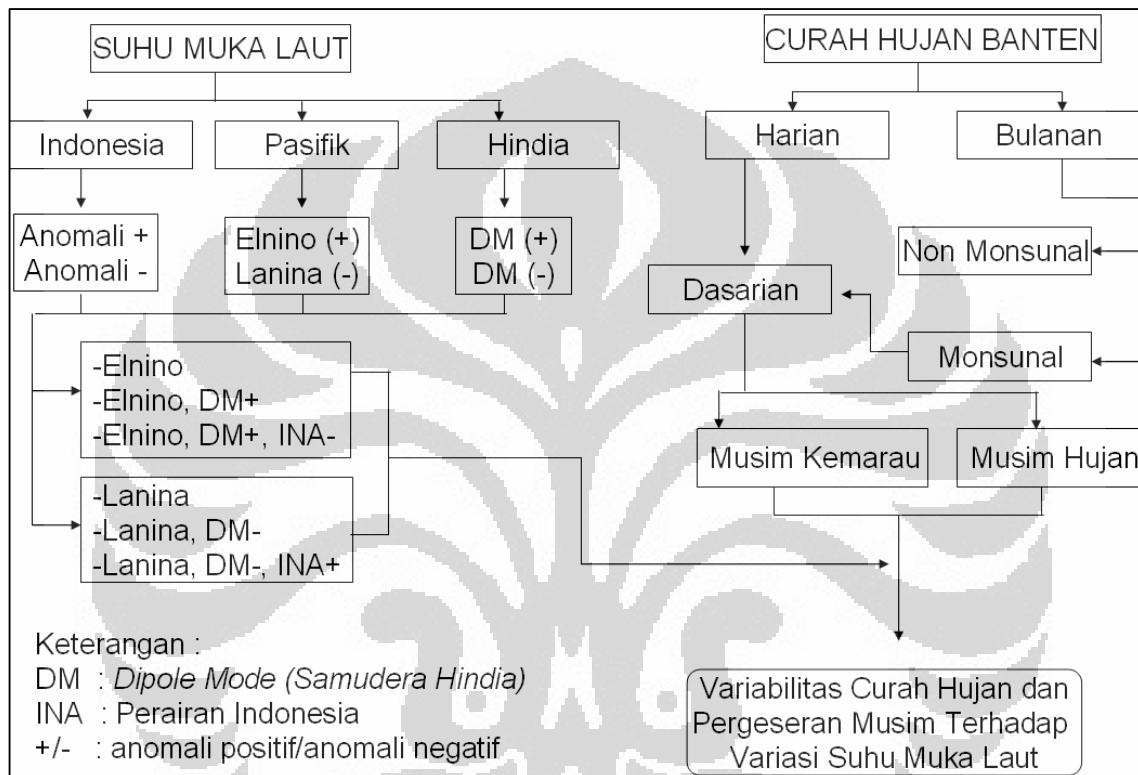 SUHU MUKA LAUT
Indonesia
Pasifik
Hindia
Anomali +
Anomali -
Elnino (+)
Lanina (-)
DM (+)
DM (-)
-Elnino
-Elnino, DM+
-Elnino, DM+, INA-
-Lanina
-Lanina, DM-
-Lanina, DM-, INA+
CURAH HUJAN BANTEN
Harian
Bulanan
Non Monsunal
Dasarian
Monsunal
Musim Kemarau
Musim Hujan
Keterangan :
DM : Dipole Mode (Samudera Hindia)
INA : Perairan Indonesia
+/- : anomali positif/anomali negatif
Variabilitas Curah Hujan dan
Pergeseran Musim Terhadap
Variasi Suhu Muka Laut